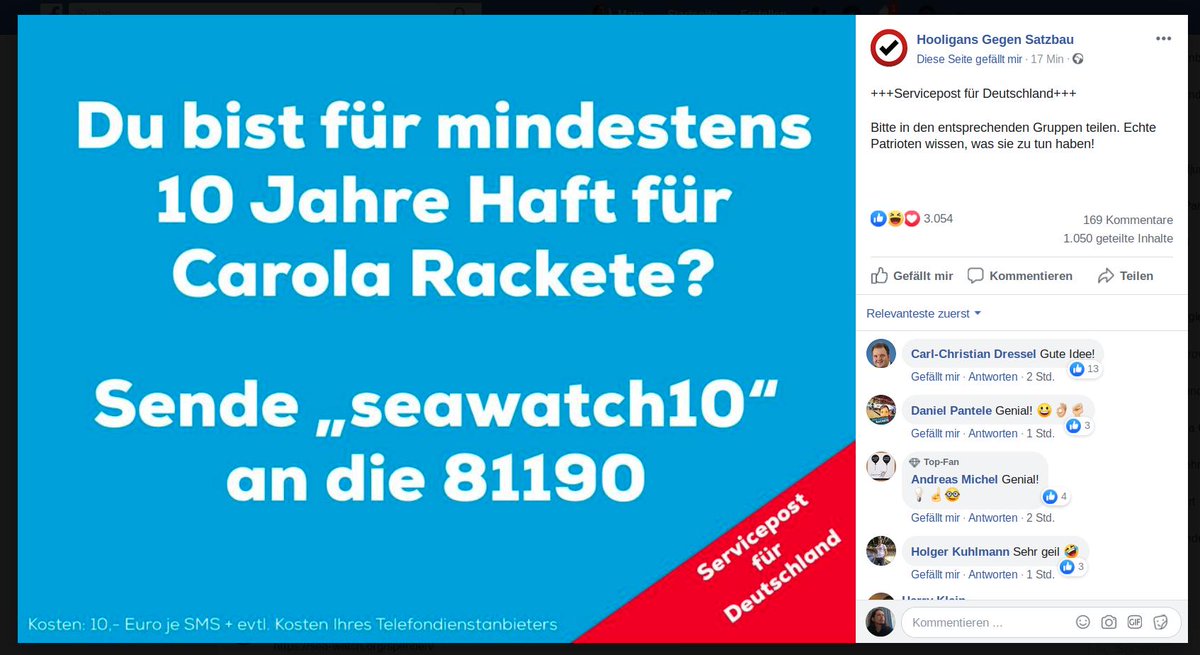 Du bist für mindestens
10 Jahre Haft für
Carola Rackete?
Sende „seawatch10“
an die 81190
Servicepost
für
Deutschland
Kosten: 10,- Euro je SMS + evtl. Kosten Ihres Telefondienstanbieters
Hooligans Gegen Satzbau
Diese Seite gefällt mir · 17 Min ·
+++Servicepost für Deutschland+++
Bitte in den entsprechenden Gruppen teilen. Echte
Patrioten wissen, was sie zu tun haben!
3.054
169 Kommentare
1.050 geteilte Inhalte
Gefällt mir Kommentieren Teilen
Relevanteste zuerst
Carl-Christian Dressel Gute Idee!
13
Gefällt mir · Antworten · 2 Std.
Daniel Pantele Genial!
3
Gefällt mir · Antworten · 1 Std.
Top-Fan
Andreas Michel Genial!
4
Gefällt mir · Antworten · 2 Std.
Holger Kuhlmann Sehr geil
3
Gefällt mir · Antworten · 1 Std.
Harry Klein
Kommentieren ...
GIF